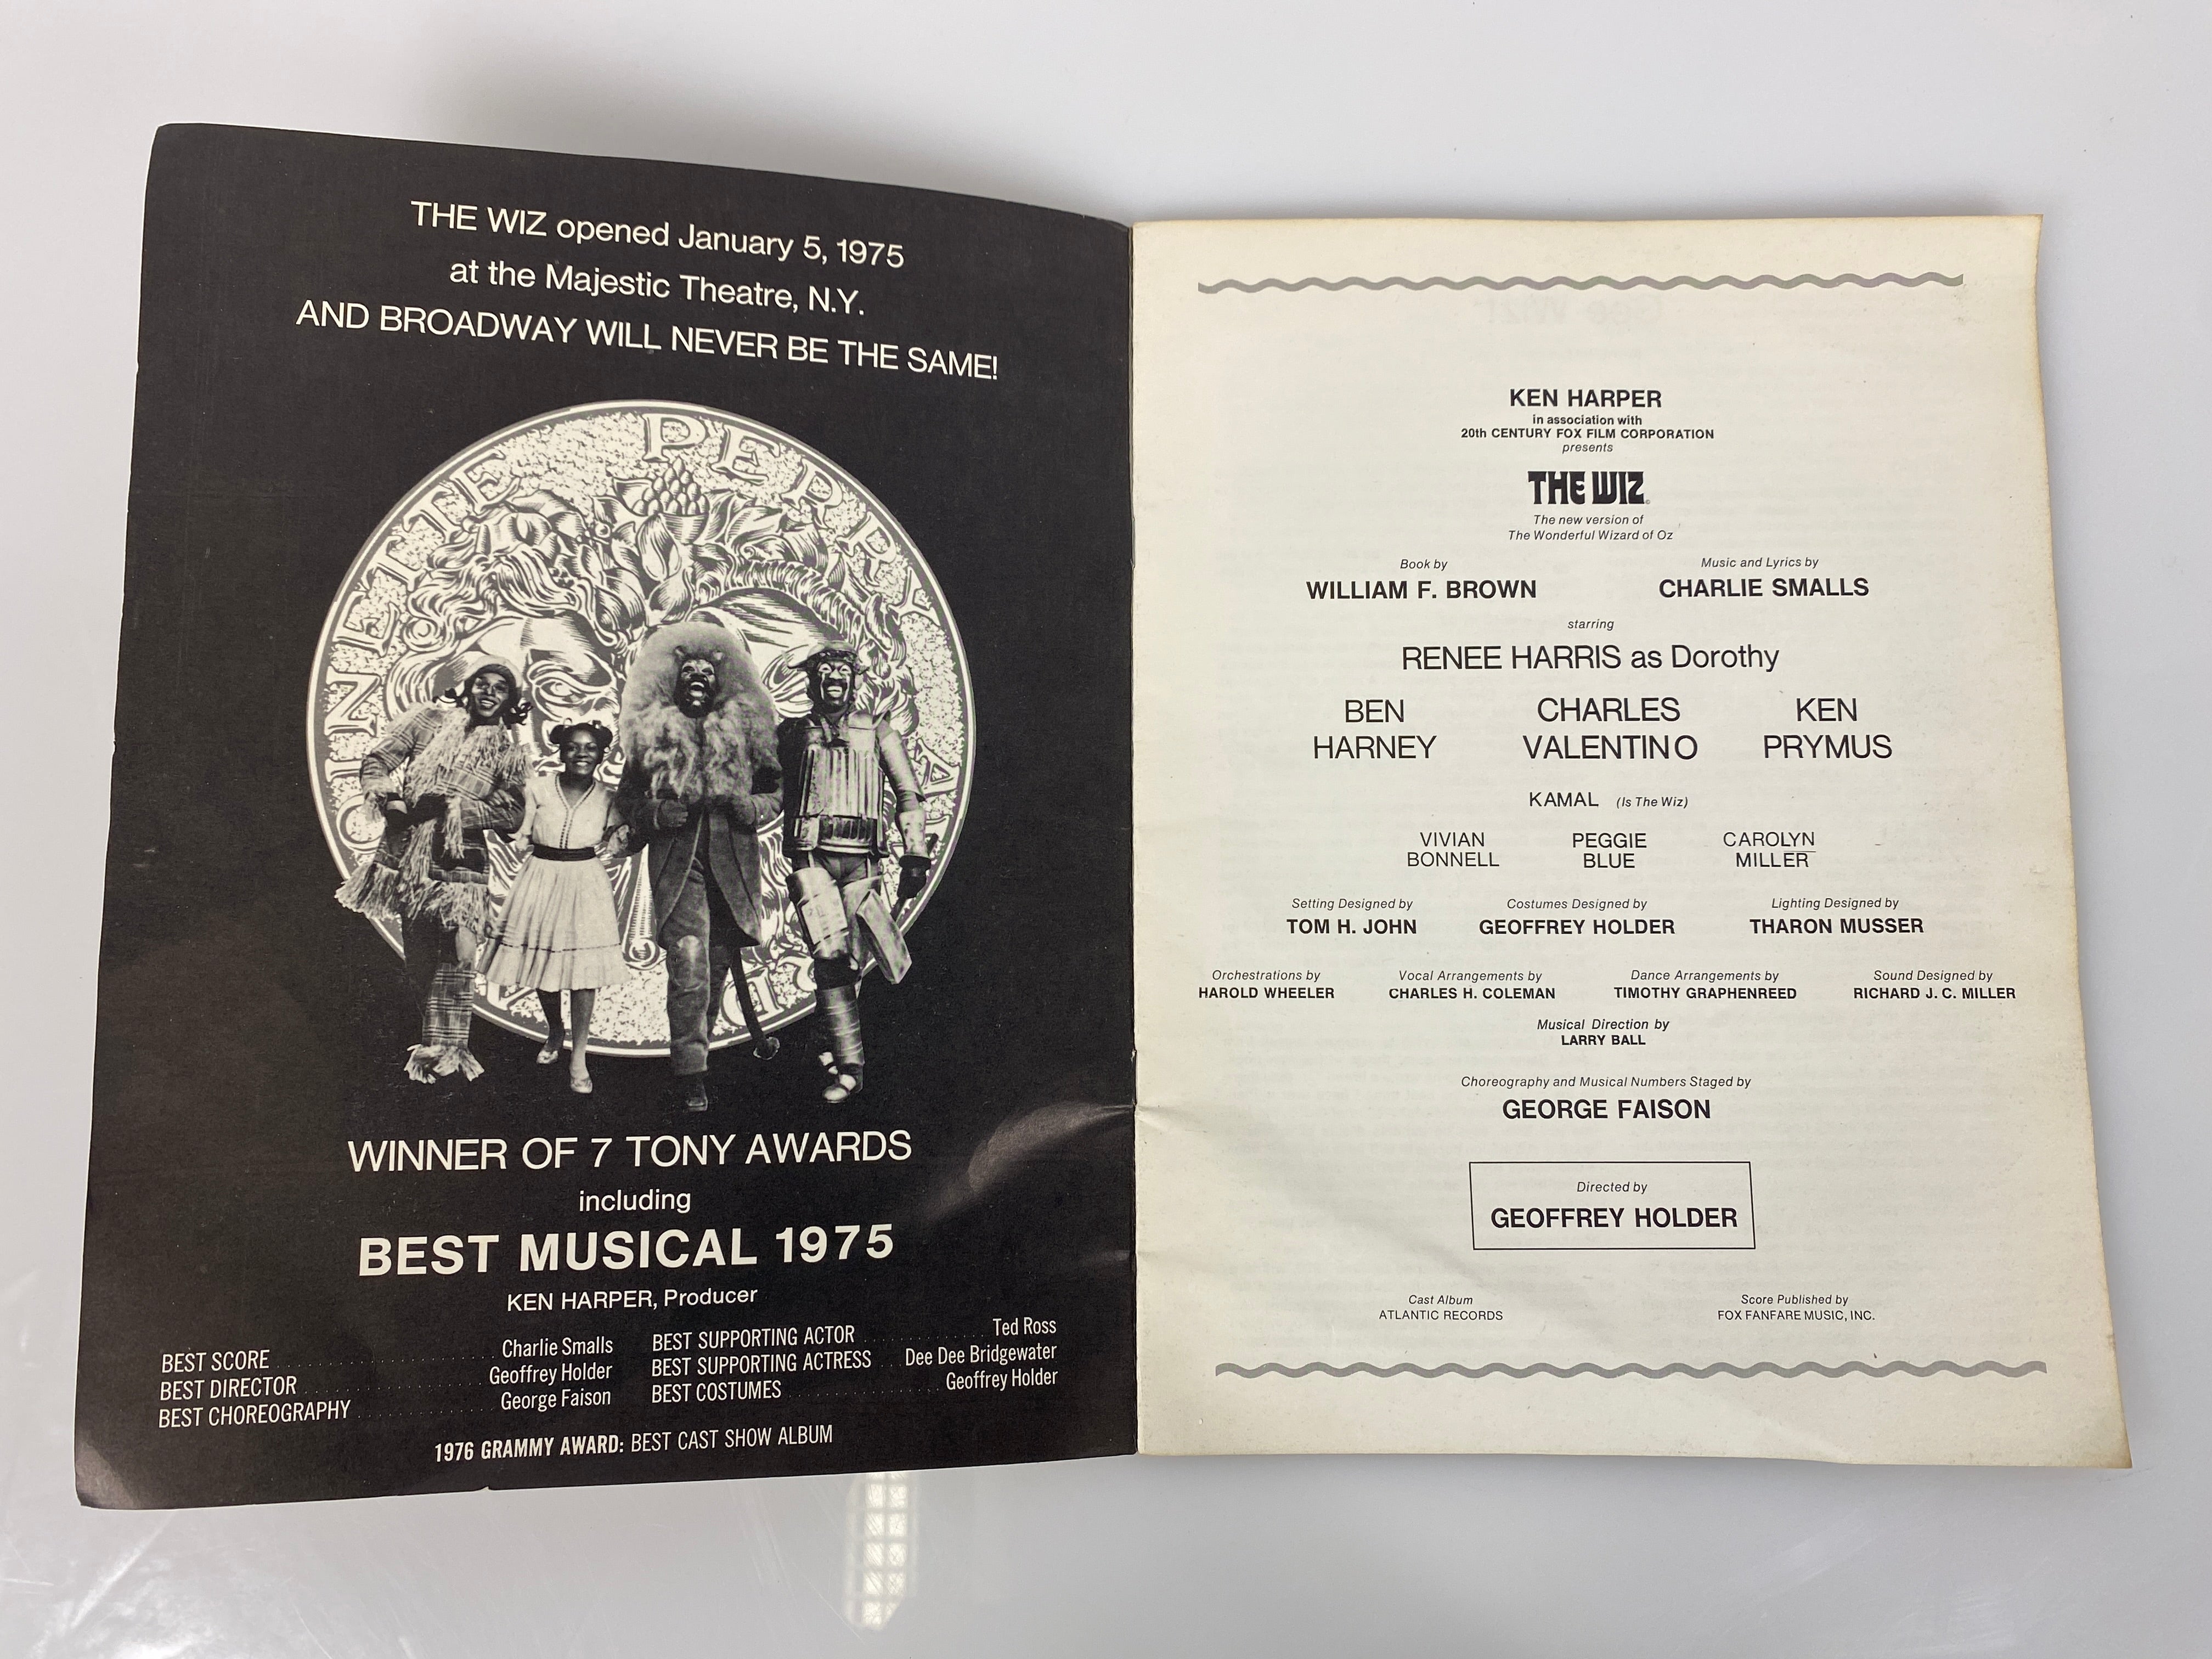 THE WIZ opened January 5, 1975
at the Majestic Theatre, N.Y.
AND BROADWAY WILL NEVER BE THE SAME!
PERRY
WINNER OF 7 TONY AWARDS
including
BEST MUSICAL 1975
KEN HARPER, Producer
BEST SCORE Charlie Smalls
BEST DIRECTOR Geoffrey Holder
BEST CHOREOGRAPHY George Faison
BEST SUPPORTING ACTOR Ted Ross
BEST SUPPORTING ACTRESS Dee Dee Bridgewater
BEST COSTUMES Geoffrey Holder
1976 GRAMMY AWARD: BEST CAST SHOW ALBUM
KEN HARPER
in association with
20th CENTURY FOX FILM CORPORATION
presents
THE WIZ
The new version of
The Wonderful Wizard of Oz
Book by Music and Lyrics by
WILLIAM F. BROWN CHARLIE SMALLS
starring
RENEE HARRIS as Dorothy
BEN CHARLES KEN
HARNEY VALENTINO PRYMUS
KAMAL (Is The Wiz)
VIVIAN PEGGIE CAROLYN
BONNELL BLUE MILLER
Setting Designed by Costumes Designed by Lighting Designed by
TOM H. JOHN GEOFFREY HOLDER THARON MUSSER
Orchestrations by Vocal Arrangements by Dance Arrangements by Sound Designed by
HAROLD WHEELER CHARLES H. COLEMAN TIMOTHY GRAPHENREED RICHARD J. C. MILLER
Musical Direction by
LARRY BALL
Choreography and Musical Numbers Staged by
GEORGE FAISON
Directed by
GEOFFREY HOLDER
Cast Album Score Published by
ATLANTIC RECORDS FOX FANFARE MUSIC, INC.